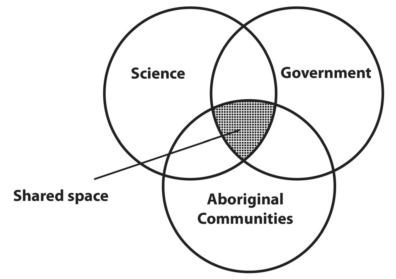 Science
Government
Shared space
Aboriginal
Communities